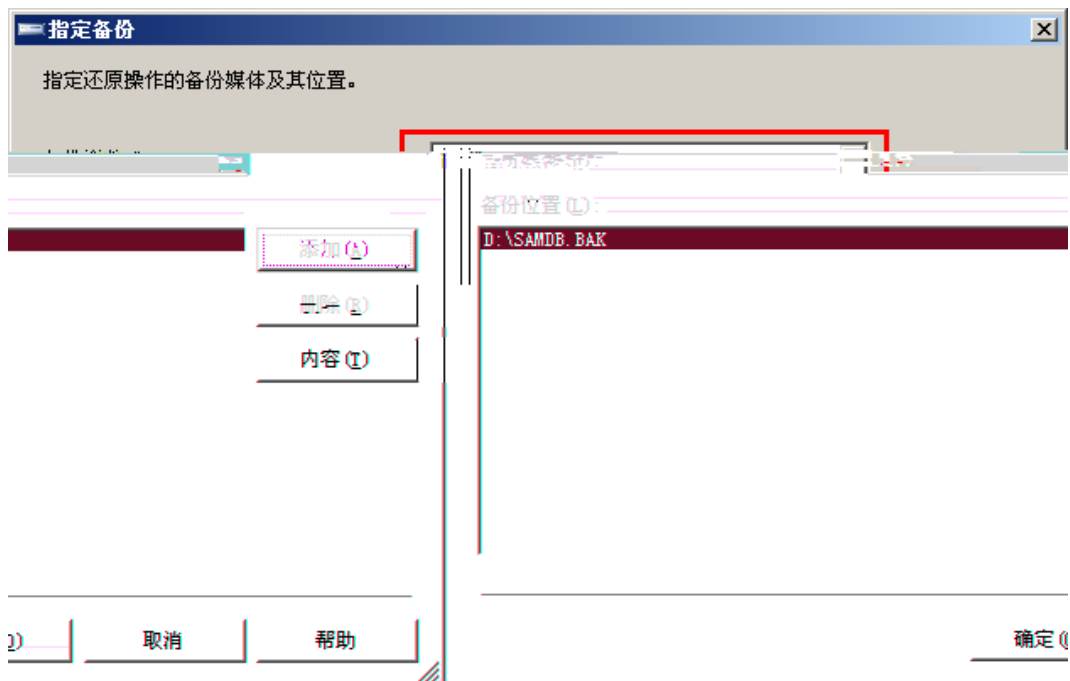 指定备份
指定还原操作的备份媒体及其位置。
备份位置(L):
D:\SAMDB.BAK
添加(A)
删除(R)
内容(T)
取消
帮助
确定(